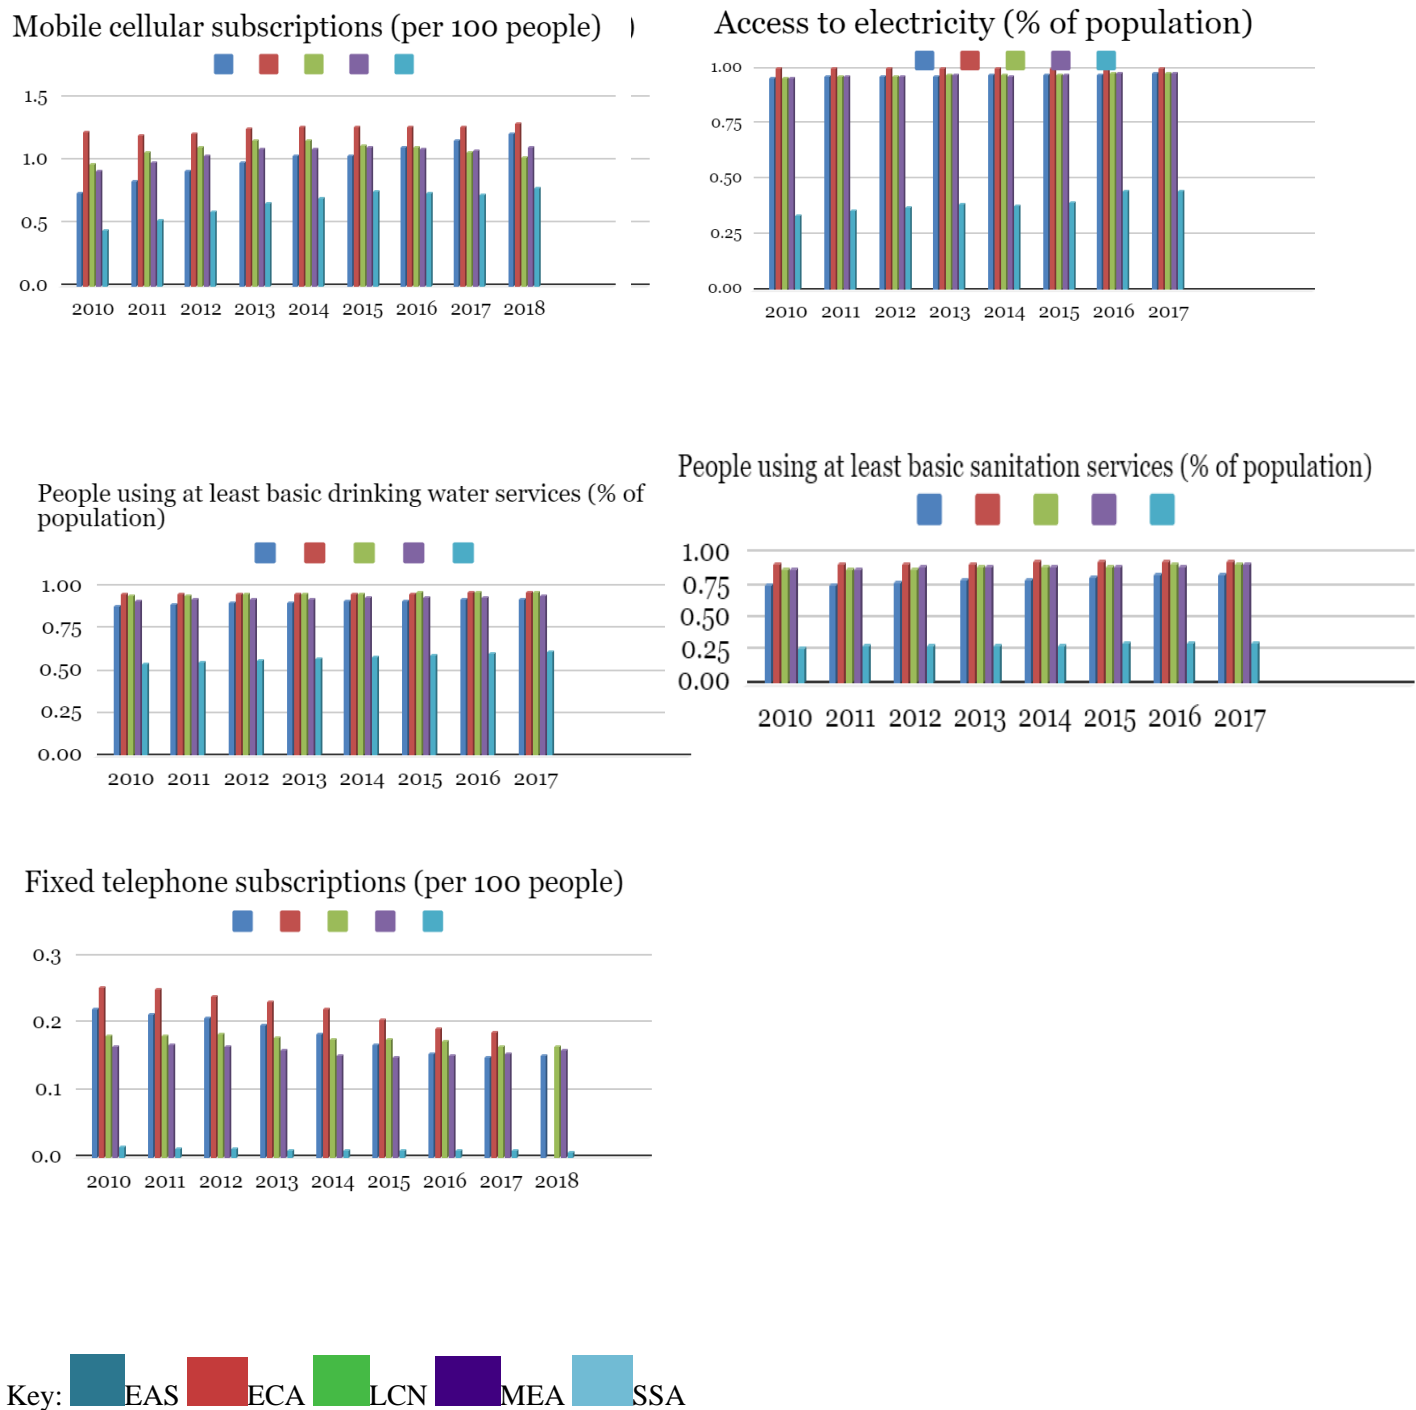 Mobile cellular subscriptions (per 100 people) )
1.5
1.0
0.5
0.0
2010 2011 2012 2013 2014 2015 2016 2017 2018
Access to electricity (% of population)
1.00
0.75
0.50
0.25
0.00
2010 2011 2012 2013 2014 2015 2016 2017
People using at least basic drinking water services (% of
population)
1.00
0.75
0.50
0.25
0.00
2010 2011 2012 2013 2014 2015 2016 2017
People using at least basic sanitation services (% of population)
1.00
0.75
0.50
0.25
0.00
2010 2011 2012 2013 2014 2015 2016 2017
Fixed telephone subscriptions (per 100 people)
0.3
0.2
0.1
0.0
2010 2011 2012 2013 2014 2015 2016 2017 2018
Key: EAS ECA LCN MEA SSA